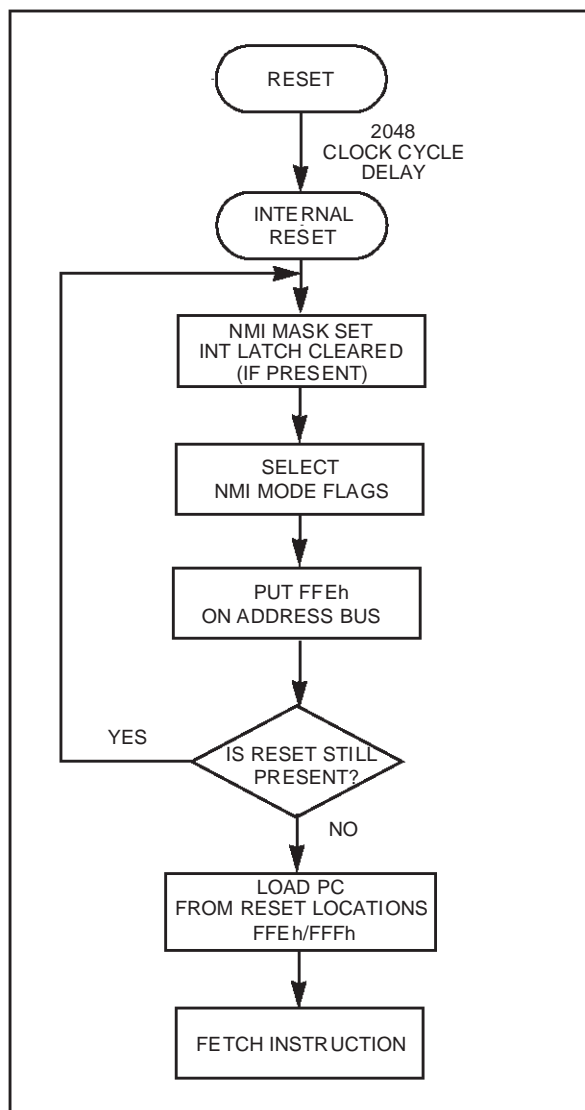 RESET
2048
CLOCK CYCLE
DELAY
INTERNAL
RESET
NMI MASK SET
INT LATCH CLEARED
(IF PRESENT)
SELECT
NMI MODE FLAGS
PUT FFEh
ON ADDRESS BUS
YES
IS RESET STILL
PRESENT?
NO
LOAD PC
FROM RESET LOCATIONS
FFEh/FFFh
FETCH INSTRUCTION